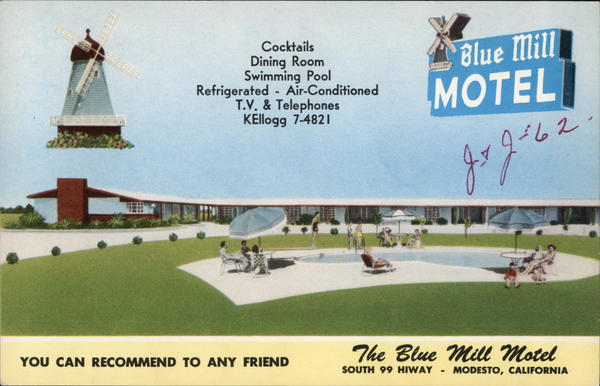 Cocktails
Dining Room
Swimming Pool
Refrigerated - Air-Conditioned
T.V. & Telephones
KEllogg 7-4821
Blue Mill
MOTEL
J & J - '62
YOU CAN RECOMMEND TO ANY FRIEND
The Blue Mill Motel
SOUTH 99 HIWAY - MODESTO, CALIFORNIA